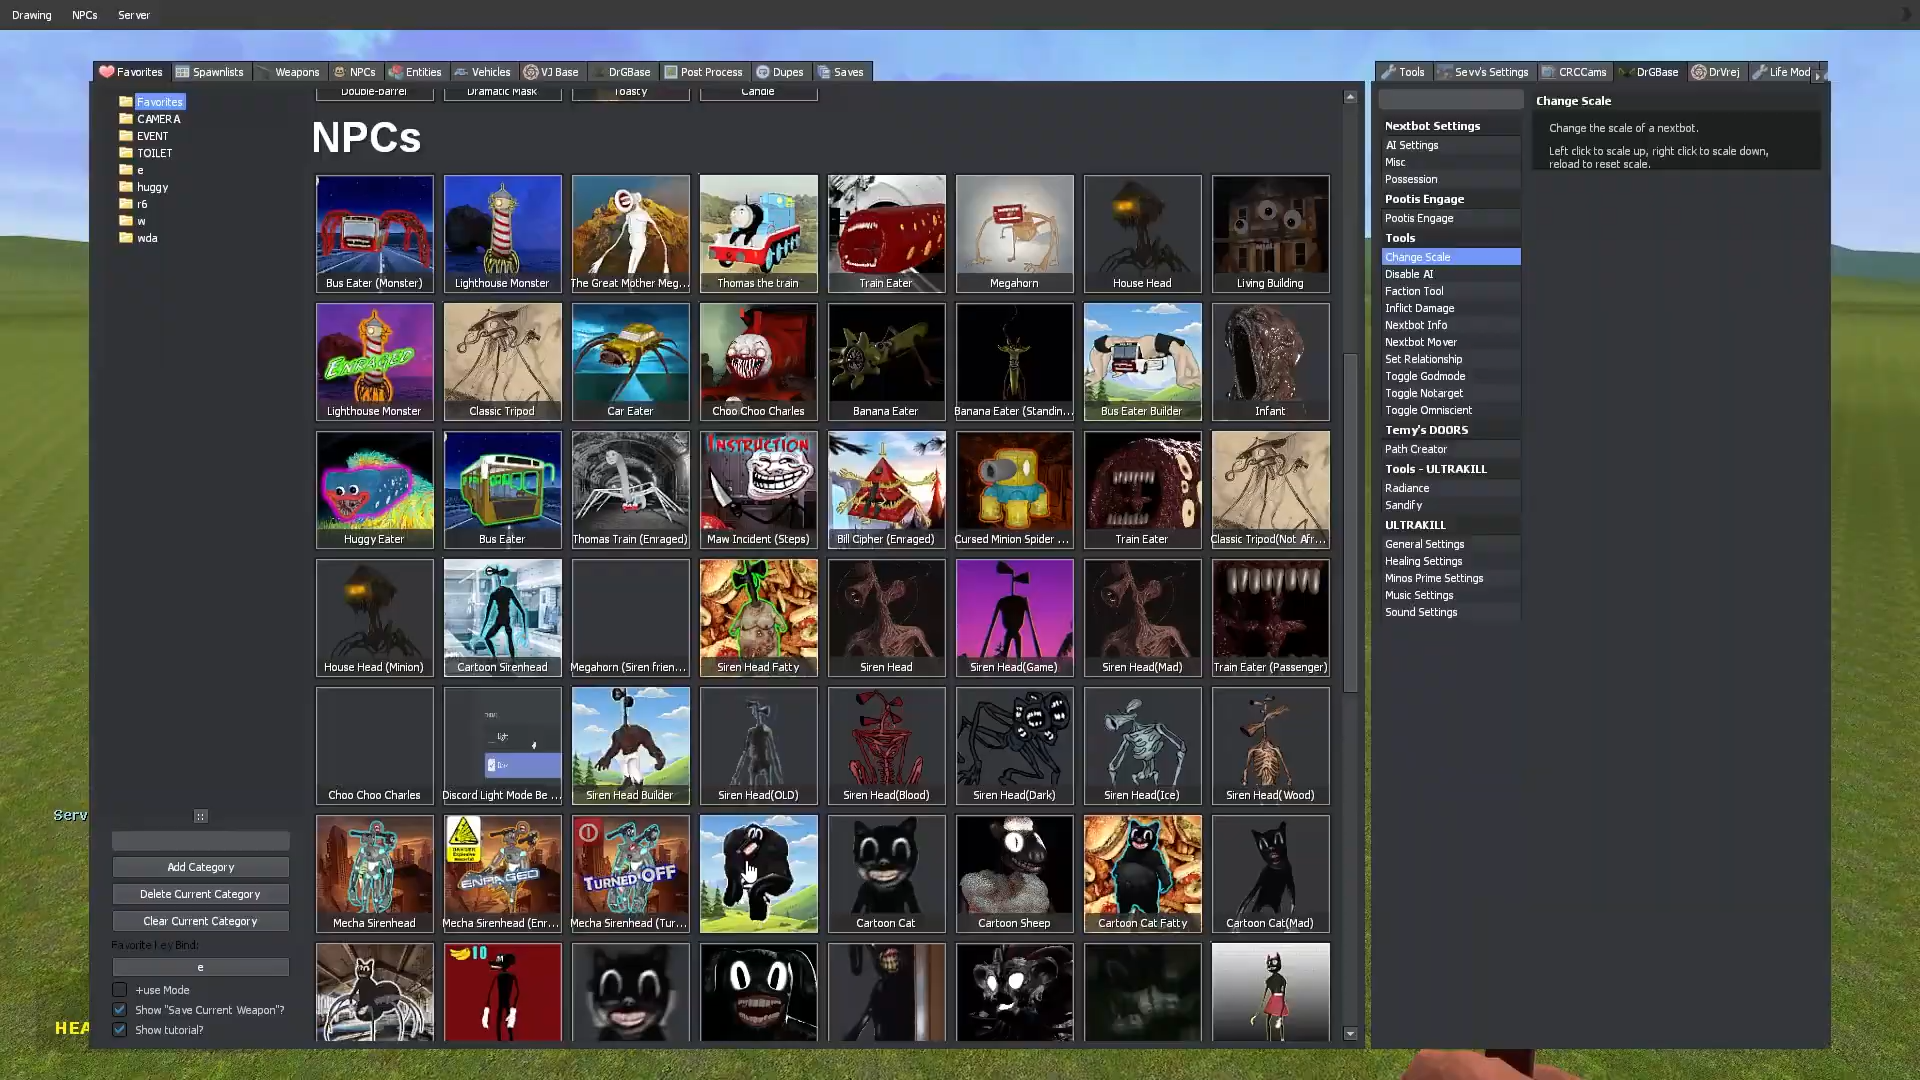 Drawing NPCs Server
Favorites Spawnlists Weapons NPCs Entities Vehicles VJ Base DrGBase Post Process Dupes Saves
Tools Sevv's Settings CRCCams DrGBase DrVrej Life Mod
Favorites
CAMERA
EVENT
TOILET
e
huggy
r6
w
wda
Double-barrel Dramatic Mask Toasty Candle
NPCs
Bus Eater (Monster) Lighthouse Monster The Great Mother Meg... Thomas the train Train Eater Megahorn House Head Living Building
ENRAGED
Lighthouse Monster Classic Tripod Car Eater Choo Choo Charles Banana Eater Banana Eater (Standin... Bus Eater Builder Infant
INSTRUCTION
Huggy Eater Bus Eater Thomas Train (Enraged) Maw Incident (Steps) Bill Cipher (Enraged) Cursed Minion Spider ... Train Eater Classic Tripod(Not Afr...
House Head (Minion) Cartoon Sirenhead Megahorn (Siren frien... Siren Head Fatty Siren Head Siren Head(Game) Siren Head(Mad) Train Eater (Passenger)
Light
Choo Choo Charles Discord Light Mode Be ... Siren Head Builder Siren Head(OLD) Siren Head(Blood) Siren Head(Dark) Siren Head(Ice) Siren Head(Wood)
DANGER
ENRAGED
TURNED OFF
Mecha Sirenhead Mecha Sirenhead (Enr... Mecha Sirenhead (Tur... Cartoon Cat Cartoon Sheep Cartoon Cat Fatty Cartoon Cat(Mad)
10
Serv
Add Category
Delete Current Category
Clear Current Category
Favorite Key Bind:
e
+use Mode
Show "Save Current Weapon"?
Show tutorial?
HEA
Nextbot Settings
AI Settings
Misc
Possession
Pootis Engage
Pootis Engage
Tools
Change Scale
Disable AI
Faction Tool
Inflict Damage
Nextbot Info
Nextbot Mover
Set Relationship
Toggle Godmode
Toggle Notarget
Toggle Omniscient
Temy's DOORS
Path Creator
Tools - ULTRAKILL
Radiance
Sandify
ULTRAKILL
General Settings
Healing Settings
Minos Prime Settings
Music Settings
Sound Settings
Change Scale
Change the scale of a nextbot.
Left click to scale up, right click to scale down,
reload to reset scale.